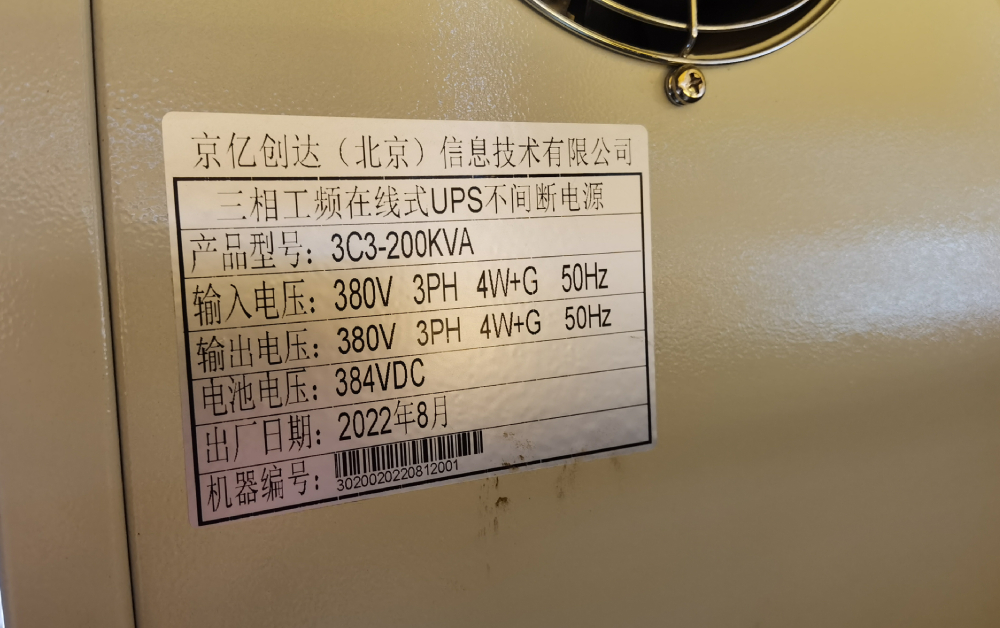 京亿创达（北京）信息技术有限公司
三相工频在线式UPS不间断电源
产品型号：3C3-200KVA
输入电压：380V 3PH 4W+G 50Hz
输出电压：380V 3PH 4W+G 50Hz
电池电压：384VDC
出厂日期：2022年8月
机器编号：3020020220812001